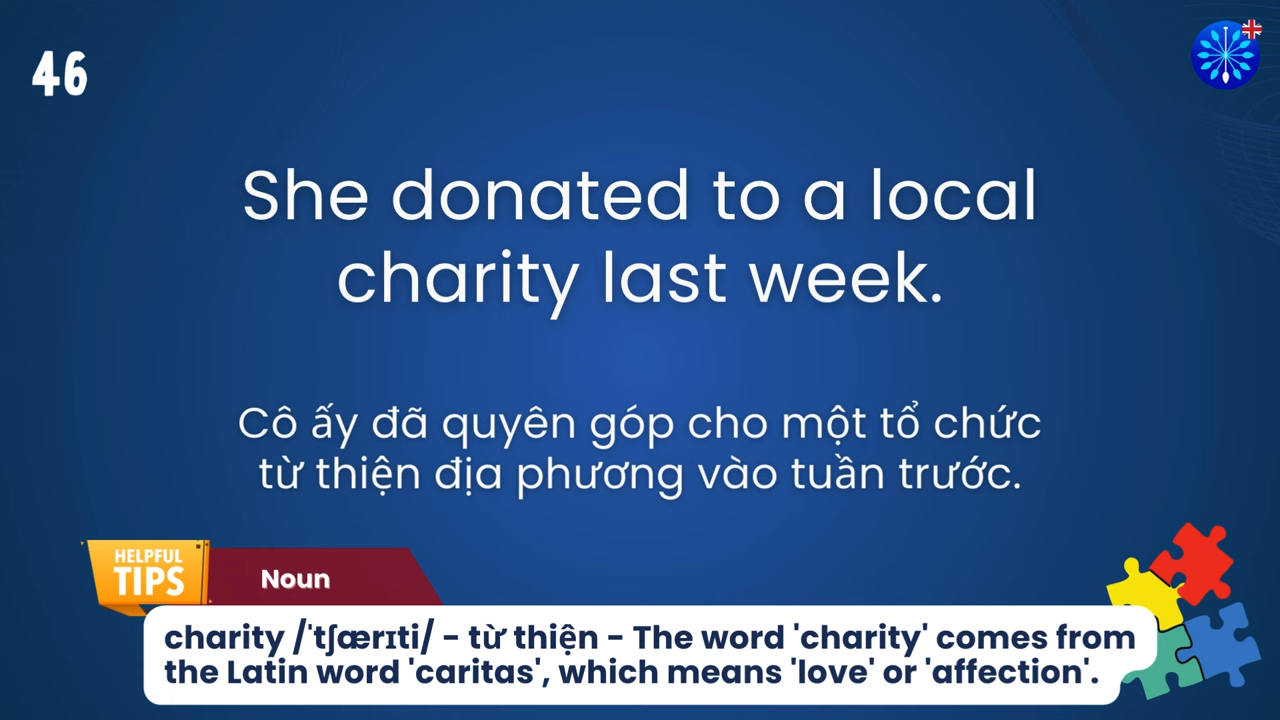 46
She donated to a local
charity last week.
Cô ấy đã quyên góp cho một tổ chức
từ thiện địa phương vào tuần trước.
HELPFUL
TIPS
Noun
charity /ˈtʃærɪti/ - từ thiện - The word 'charity' comes from
the Latin word 'caritas', which means 'love' or 'affection'.